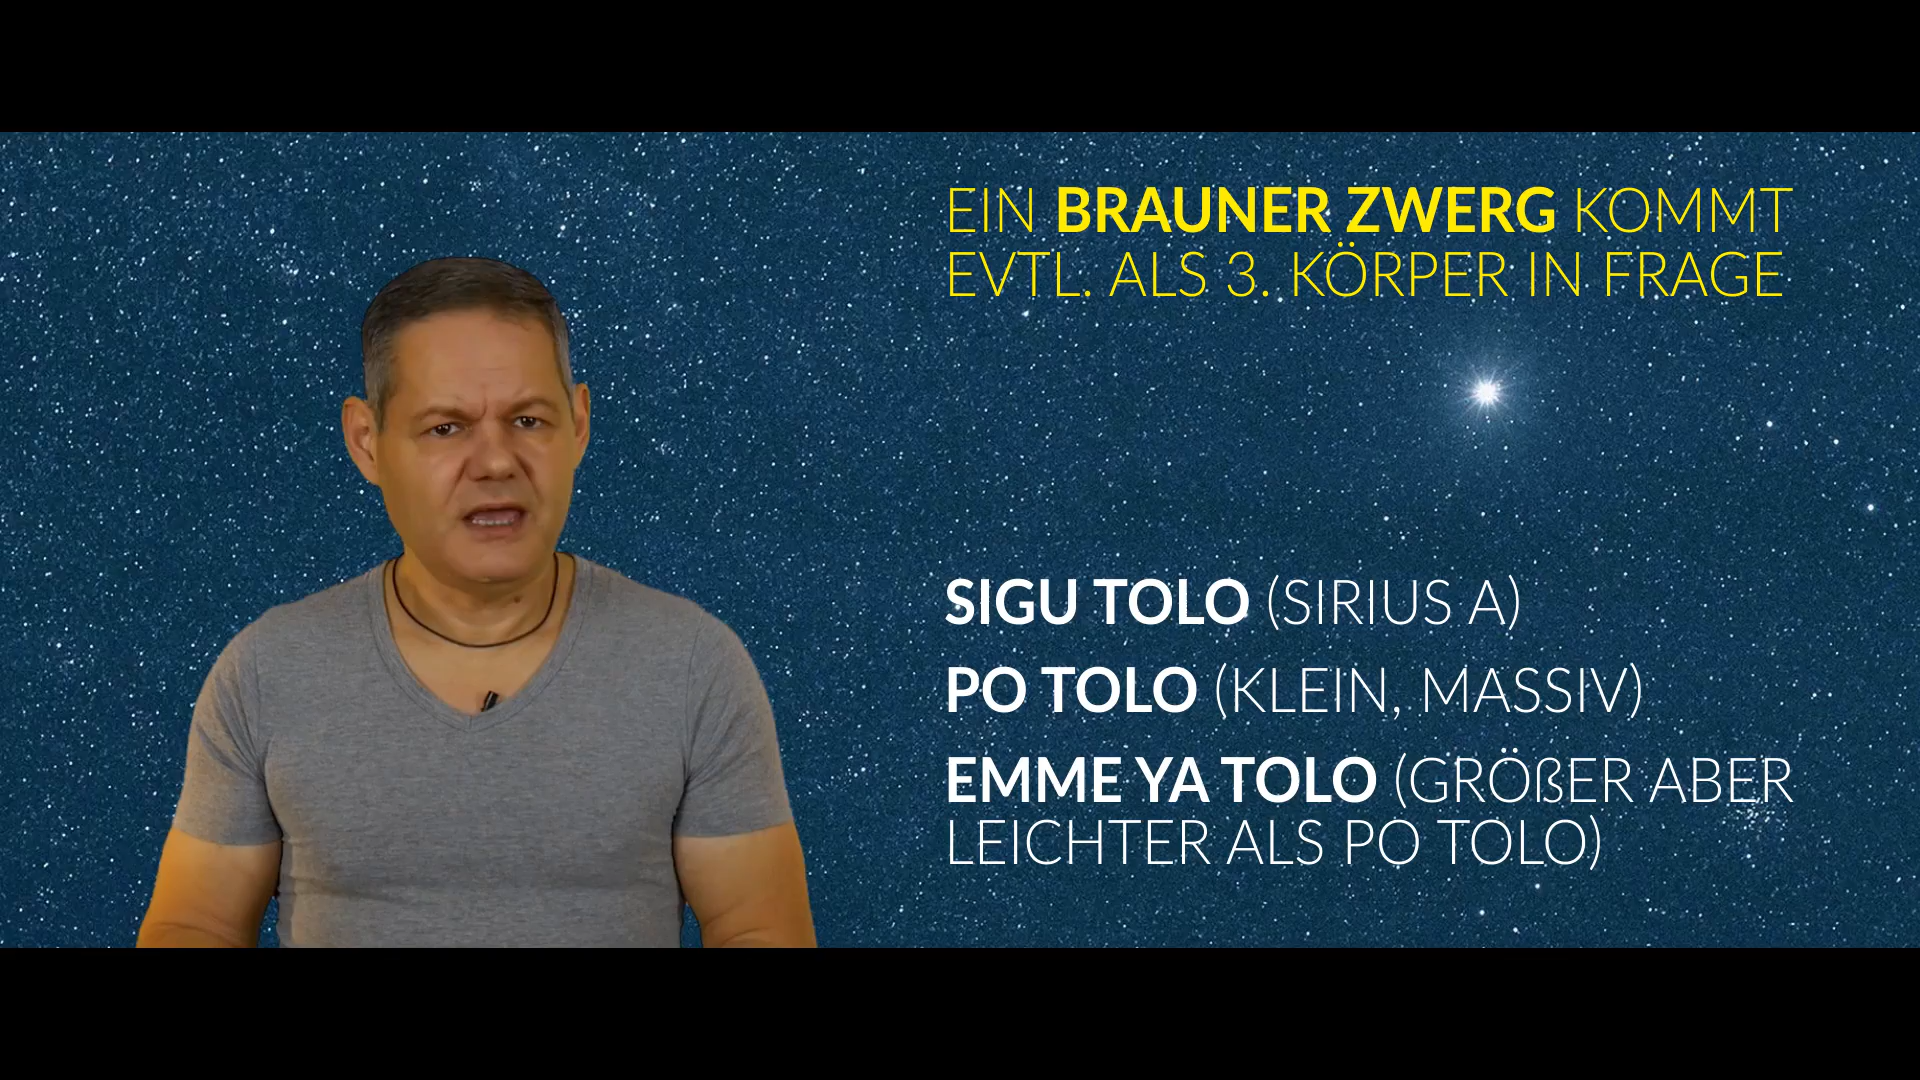 EIN BRAUNER ZWERG KOMMT
EVTL. ALS 3. KÖRPER IN FRAGE
SIGU TOLO (SIRIUS A)
PO TOLO (KLEIN, MASSIV)
EMME YA TOLO (GRÖßER ABER
LEICHTER ALS PO TOLO)